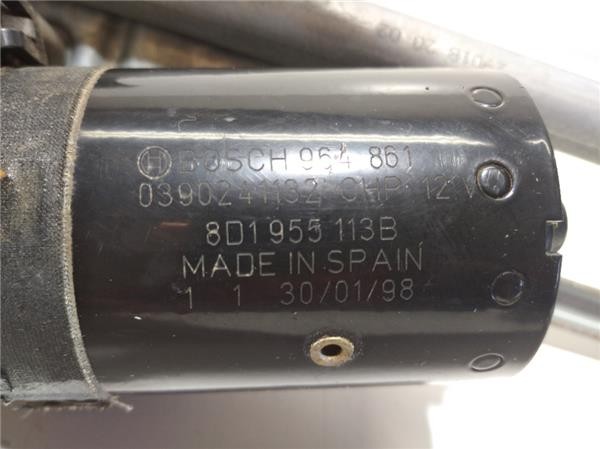 BOSCH 964 861
0390241132 CHP 12V
8D1 955 113B
MADE IN SPAIN
1 1 30/01/98